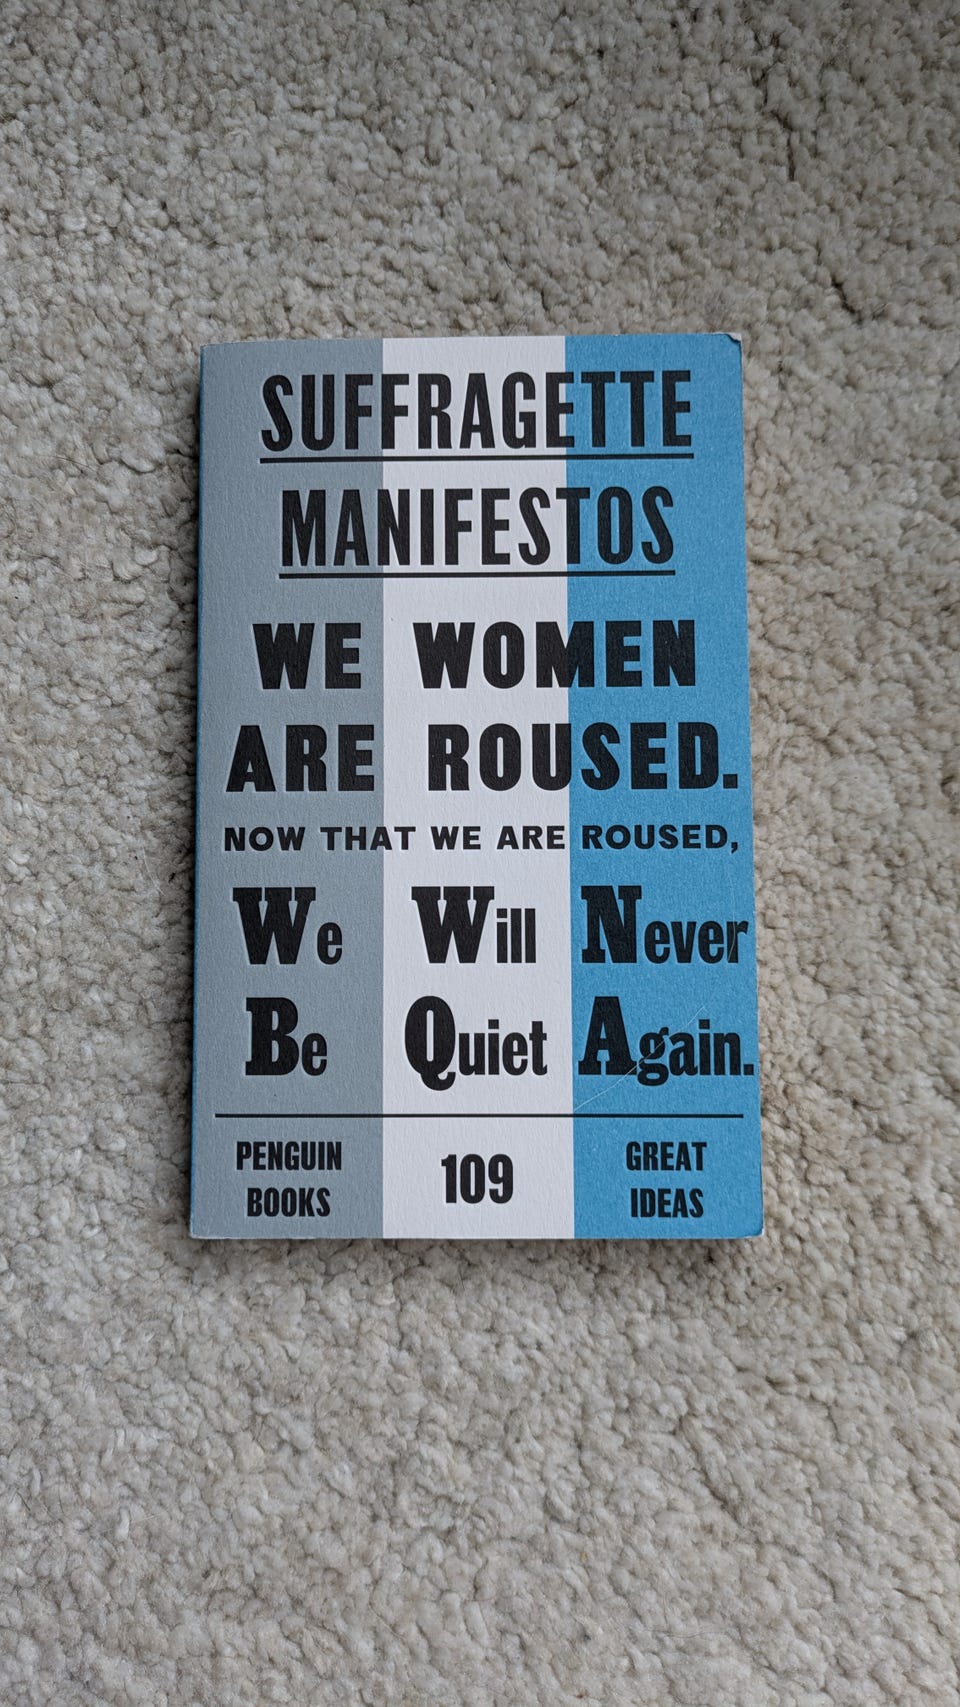 SUFFRAGETTE
MANIFESTOS
WE WOMEN
ARE ROUSED.
NOW THAT WE ARE ROUSED,
We Will Never
Be Quiet Again.
PENGUIN BOOKS
109
GREAT IDEAS